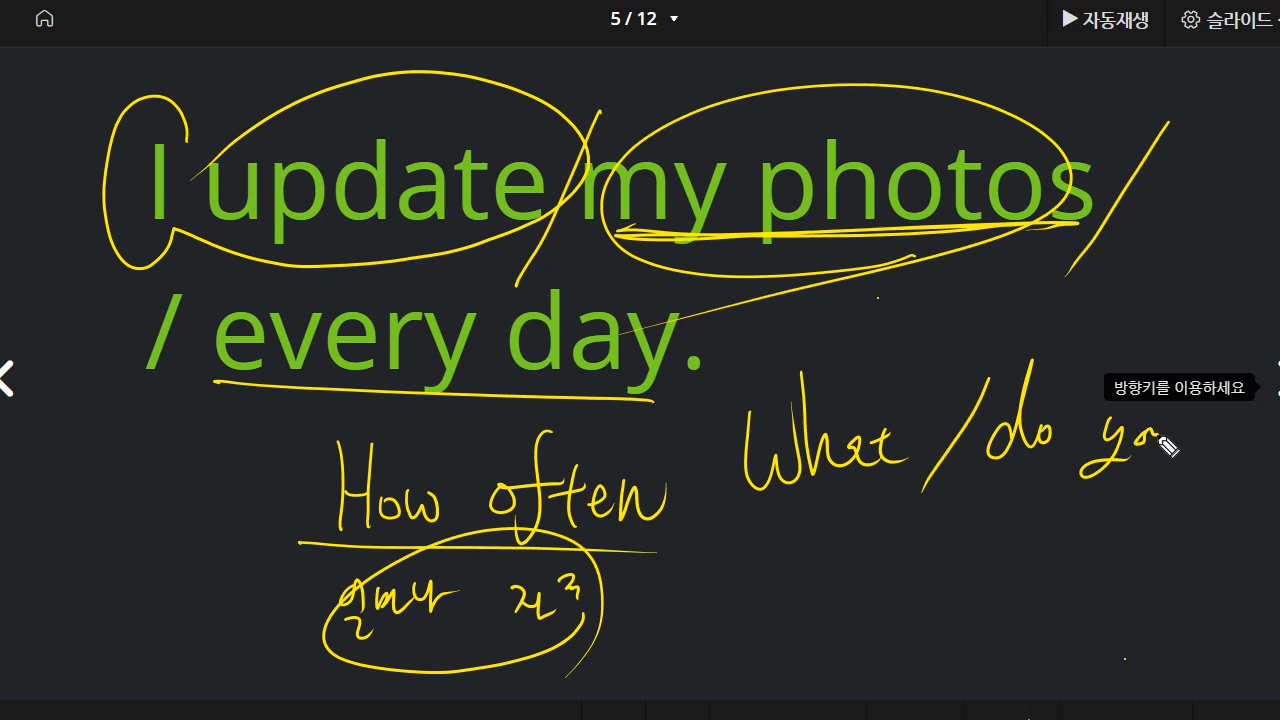 5 / 12
자동재생
슬라이드
I update my photos
/ every day.
방향키를 이용하세요
What / do yo
How often
얼마나 자주